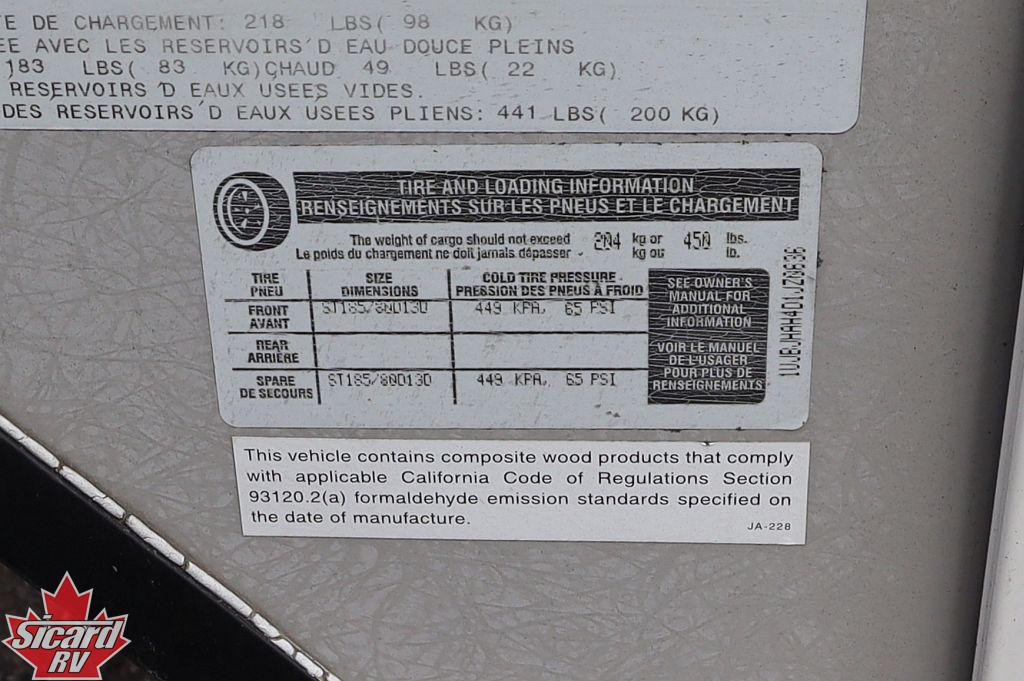 TE DE CHARGEMENT: 218 LBS( 98 KG)
EE AVEC LES RESERVOIRS'D EAU DOUCE PLEINS
183 LBS( 83 KG)CHAUD 49 LBS( 22 KG)
RESERVOIRS'D EAUX USEES VIDES.
DES RESERVOIRS'D EAUX USEES PLIENS: 441 LBS( 200 KG)
TIRE AND LOADING INFORMATION
RENSEIGNEMENTS SUR LES PNEUS ET LE CHARGEMENT
The weight of cargo should not exceed 204 kg or 450 lbs.
Le poids du chargement ne doit jamais dépasser - kg ou lb.
TIRE SIZE COLD TIRE PRESSURE
PNEU DIMENSIONS PRESSION DES PNEUS À FROID
FRONT ST185/80D13D 449 KPA, 65 PSI
AVANT
REAR
ARRIÈRE
SPARE ST185/80D13D 449 KPA, 65 PSI
DE SECOURS
SEE OWNER'S
MANUAL FOR
ADDITIONAL
INFORMATION
VOIR LE MANUEL
DE L'USAGER
POUR PLUS DE
RENSEIGNEMENTS
This vehicle contains composite wood products that comply
with applicable California Code of Regulations Section
93120.2(a) formaldehyde emission standards specified on
the date of manufacture.
JA-228
Sicard
RV